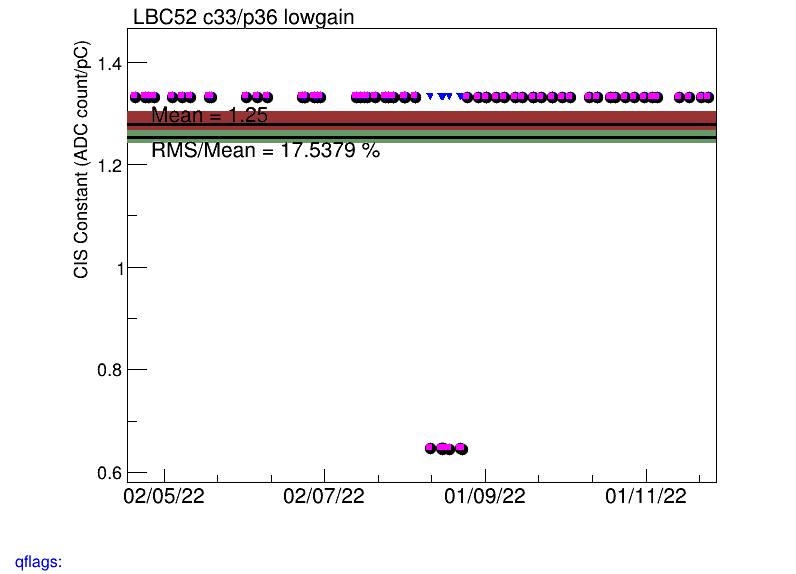 LBC52 c33/p36 lowgain
CIS Constant (ADC count/pC)
1.4
1.2
1
0.8
0.6
Mean = 1.25
RMS/Mean = 17.5379 %
02/05/22
02/07/22
01/09/22
01/11/22
qflags: